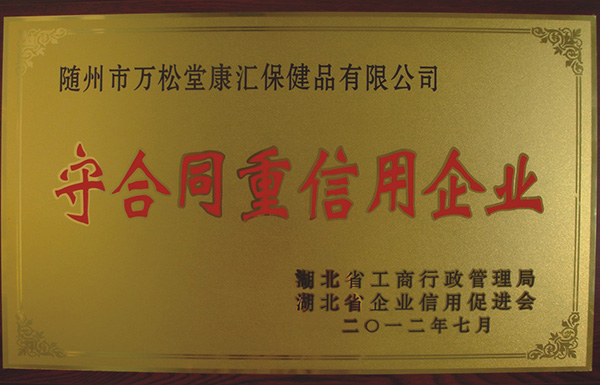 随州市万松堂康汇保健品有限公司
守合同重信用企业
湖北省工商行政管理局
湖北省企业信用促进会
二〇一二年七月